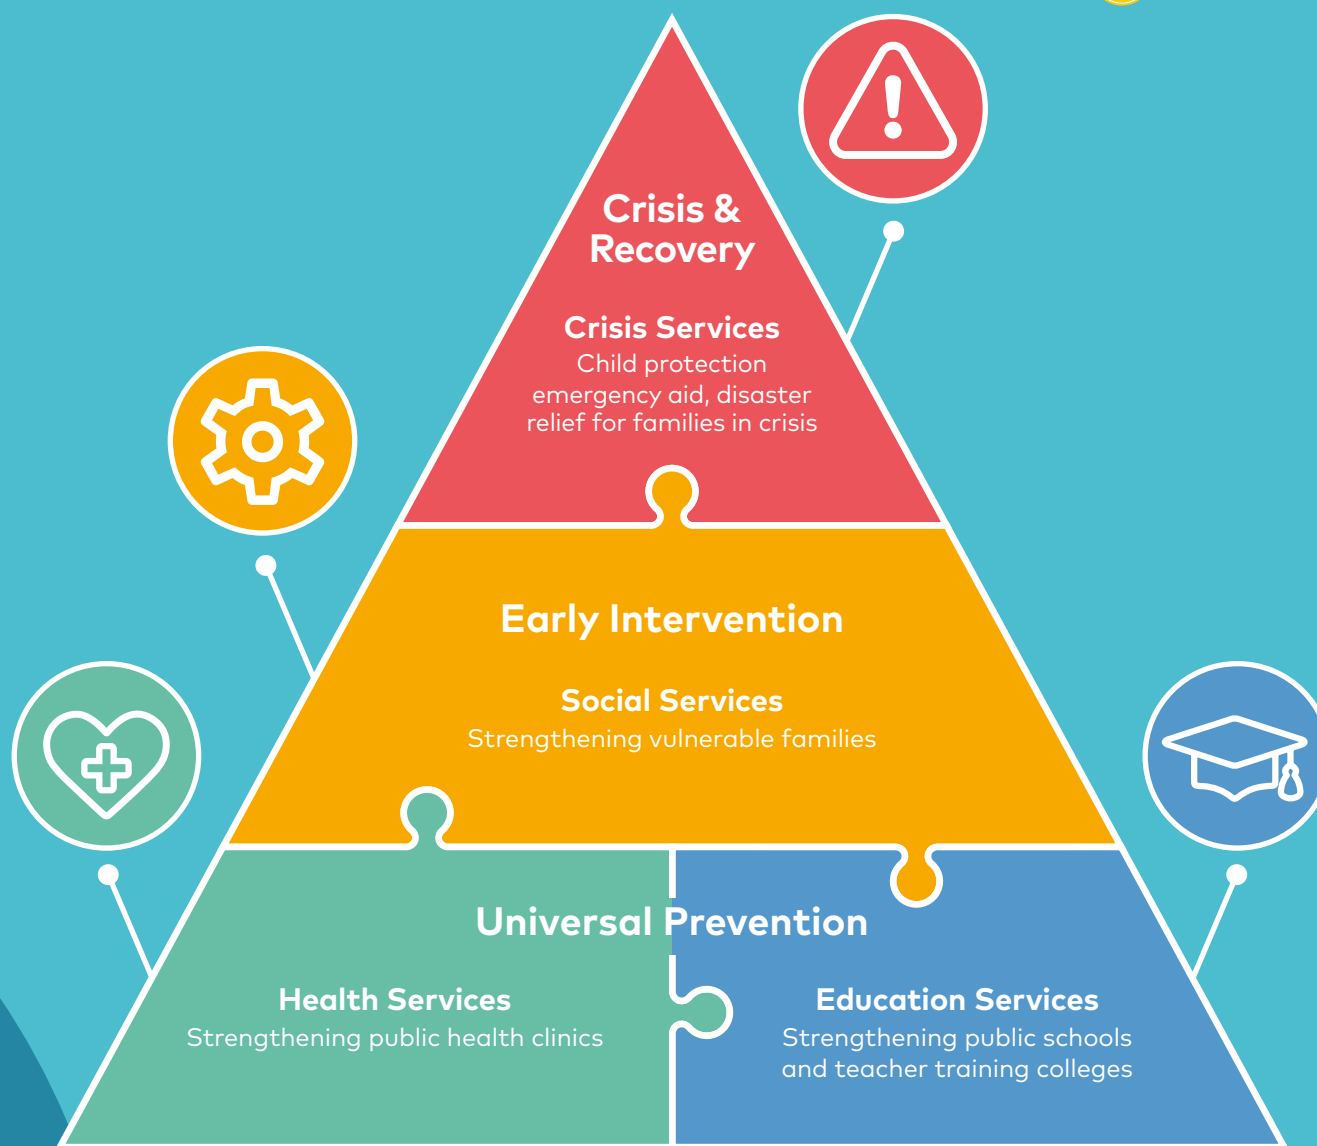 Crisis &
Recovery
Crisis Services
Child protection
emergency aid, disaster
relief for families in crisis
Early Intervention
Social Services
Strengthening vulnerable families
Universal Prevention
Health Services
Strengthening public health clinics
Education Services
Strengthening public schools
and teacher training colleges